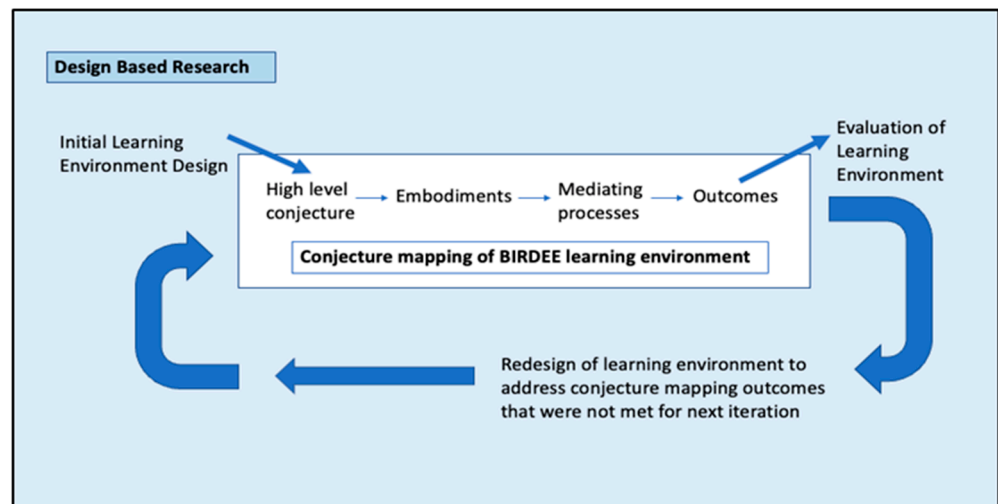 Design Based Research
Initial Learning
Environment Design
Evaluation of
Learning
Environment
High level
conjecture
Embodiments
Mediating
processes
Outcomes
Conjecture mapping of BIRDEE learning environment
Redesign of learning environment to
address conjecture mapping outcomes
that were not met for next iteration